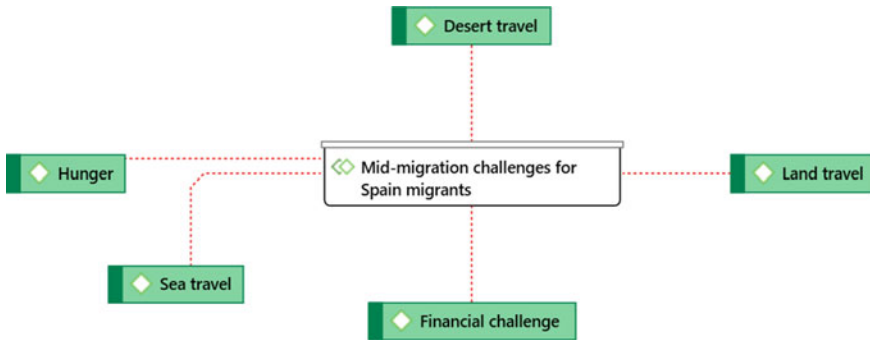 Desert travel
Hunger
Mid-migration challenges for
Spain migrants
Land travel
Sea travel
Financial challenge